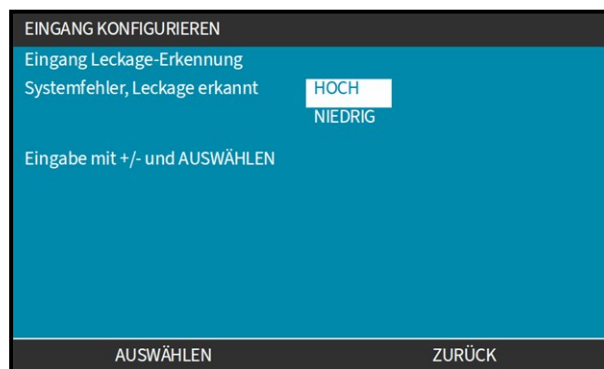 EINGANG KONFIGURIEREN
Eingang Leckage-Erkennung
Systemfehler, Leckage erkannt HOCH
NIEDRIG
Eingabe mit +/- und AUSWÄHLEN
AUSWÄHLEN ZURÜCK